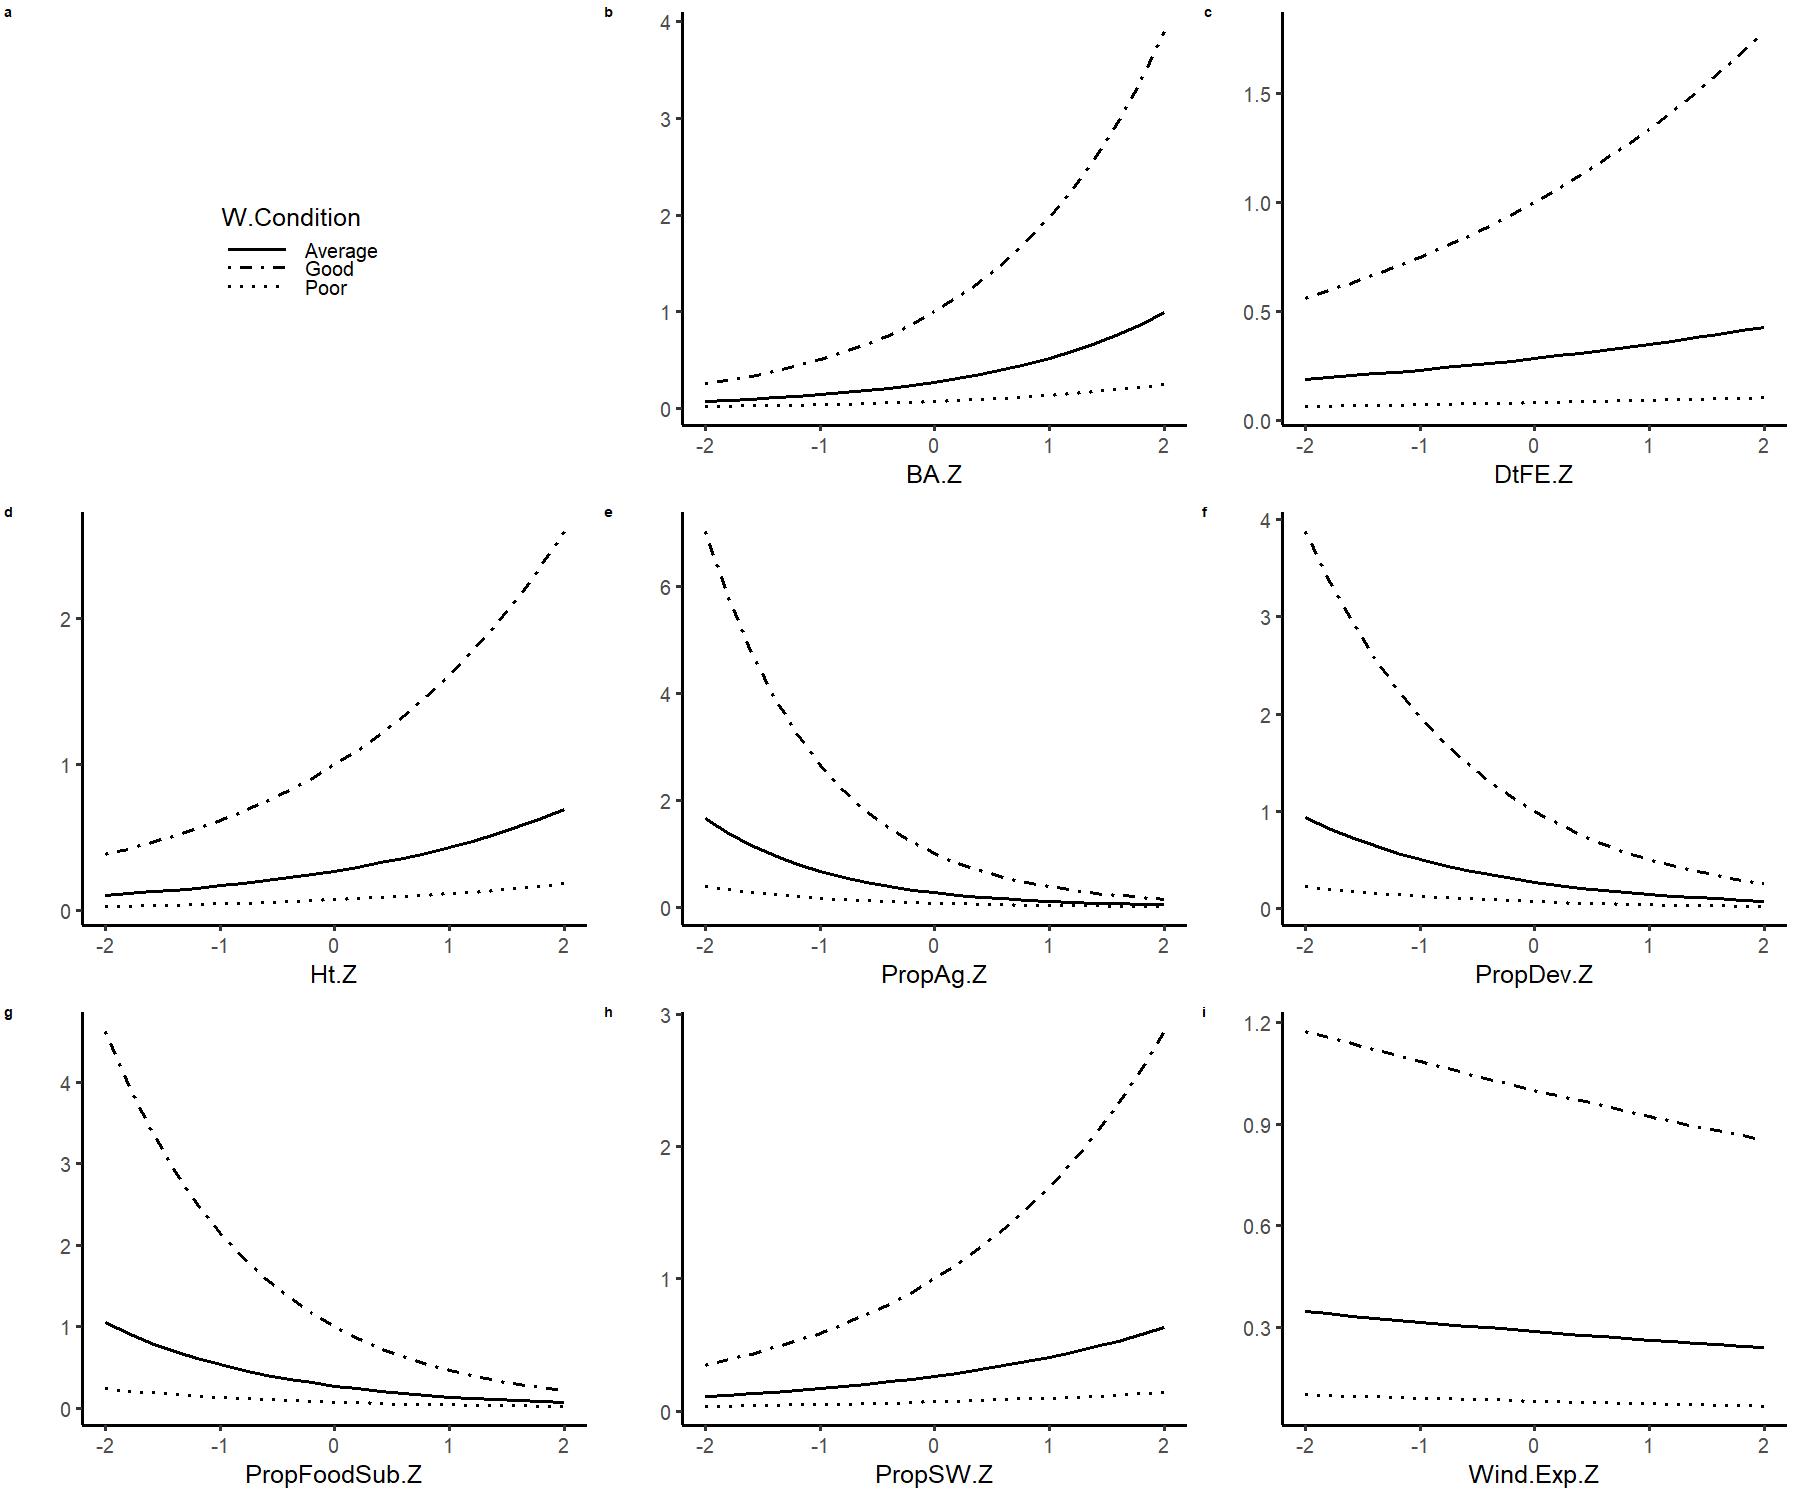 a
W.Condition
Average
Good
Poor
b
4
3
2
1
0
-2 -1 0 1 2
BA.Z
c
1.5
1.0
0.5
0.0
-2 -1 0 1 2
DtFE.Z
d
2
1
0
-2 -1 0 1 2
Ht.Z
e
6
4
2
0
-2 -1 0 1 2
PropAg.Z
f
4
3
2
1
0
-2 -1 0 1 2
PropDev.Z
g
4
3
2
1
0
-2 -1 0 1 2
PropFoodSub.Z
h
3
2
1
0
-2 -1 0 1 2
PropSW.Z
i
1.2
0.9
0.6
0.3
-2 -1 0 1 2
Wind.Exp.Z